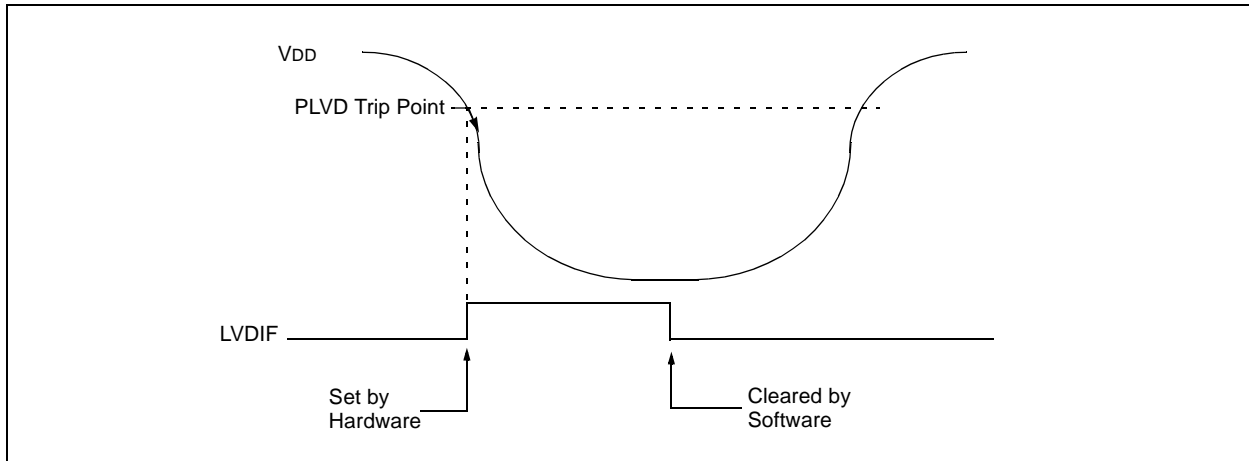 VDD
PLVD Trip Point
LVDIF
Set by
Hardware
Cleared by
Software